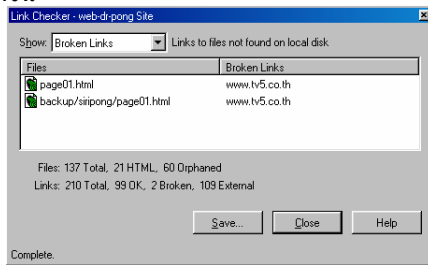 Link Checker - web-dr-pong Site
Show: Broken Links Links to files not found on local disk
Files Broken Links
page01.html www.tv5.co.th
backup/siripong/page01.html www.tv5.co.th
Files: 137 Total, 21 HTML, 60 Orphaned
Links: 210 Total, 99 OK, 2 Broken, 109 External
Save... Close Help
Complete.